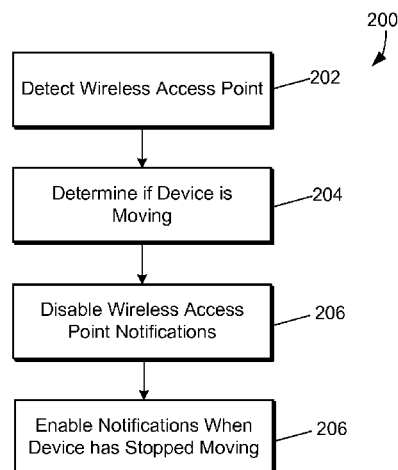 200
Detect Wireless Access Point
202
Determine if Device is
Moving
204
Disable Wireless Access
Point Notifications
206
Enable Notifications When
Device has Stopped Moving
206